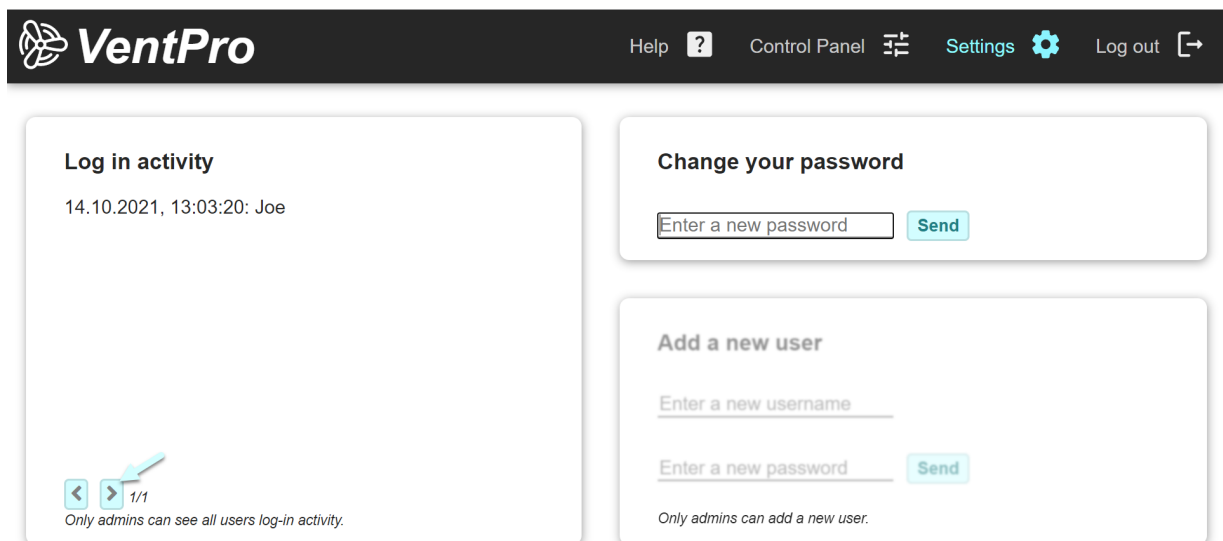 VentPro
Help ? Control Panel Settings Log out
Log in activity
14.10.2021, 13:03:20: Joe
1/1
Only admins can see all users log-in activity.
Change your password
Enter a new password Send
Add a new user
Enter a new username
Enter a new password Send
Only admins can add a new user.